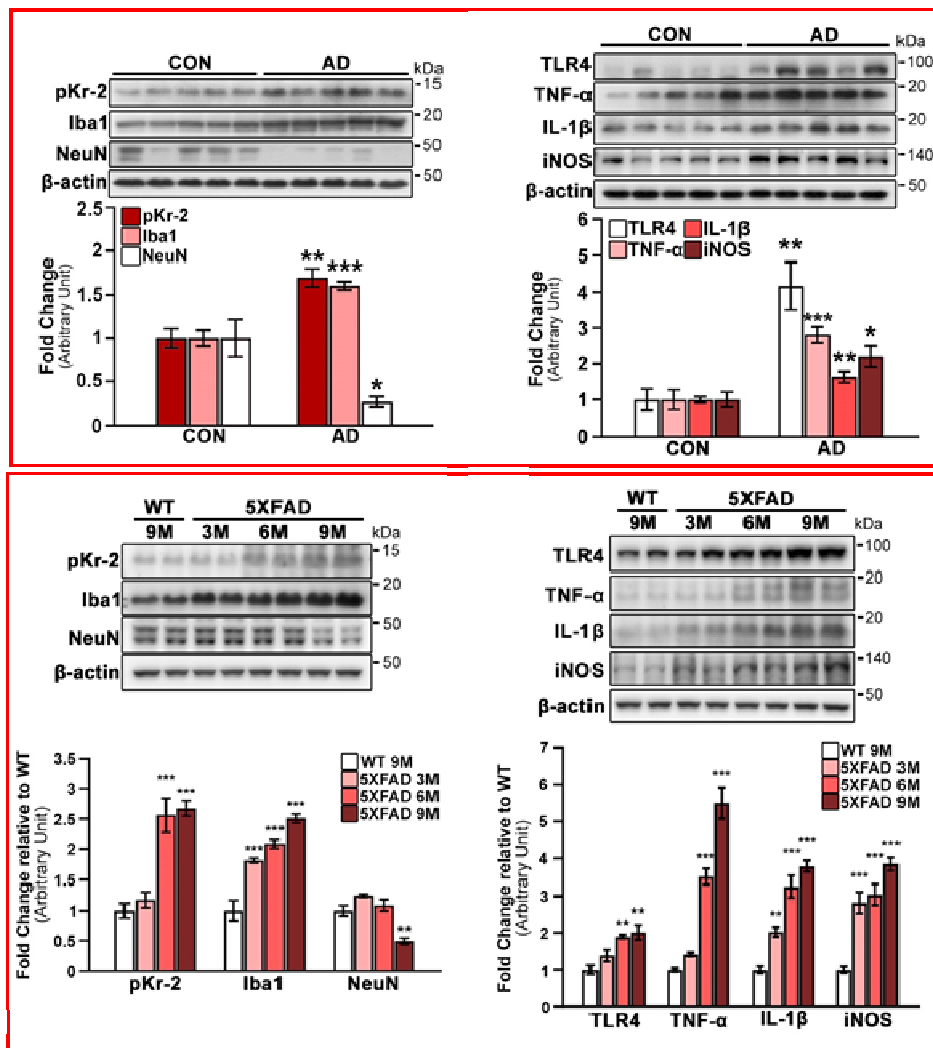 CON AD
kDa
pKr-2 -15
Iba1 -20
NeuN -50
β-actin -50
2.5
2
1.5
1
0.5
0
Fold Change
(Arbitrary Unit)
pKr-2
Iba1
NeuN
** ***
*
CON AD
CON AD
kDa
TLR4 -100
TNF-α -20
IL-1β -20
iNOS -140
β-actin -50
6
5
4
3
2
1
0
Fold Change
(Arbitrary Unit)
TLR4 IL-1β
TNF-α iNOS
**
***
**
*
CON AD
WT 5XFAD
9M 3M 6M 9M kDa
pKr-2 -15
Iba1 -20
NeuN -50
β-actin -50
3.5
3
2.5
2
1.5
1
0.5
0
Fold Change relative to WT
(Arbitrary Unit)
WT 9M
5XFAD 3M
5XFAD 6M
5XFAD 9M
*** ***
*** *** ***
**
pKr-2 Iba1 NeuN
WT 5XFAD
9M 3M 6M 9M kDa
TLR4 -100
TNF-α -20
IL-1β -20
iNOS -140
β-actin -50
7
6
5
4
3
2
1
0
Fold Change relative to WT
(Arbitrary Unit)
WT 9M
5XFAD 3M
5XFAD 6M
5XFAD 9M
** **
*** ***
** *** ***
*** *** ***
TLR4 TNF-α IL-1β iNOS